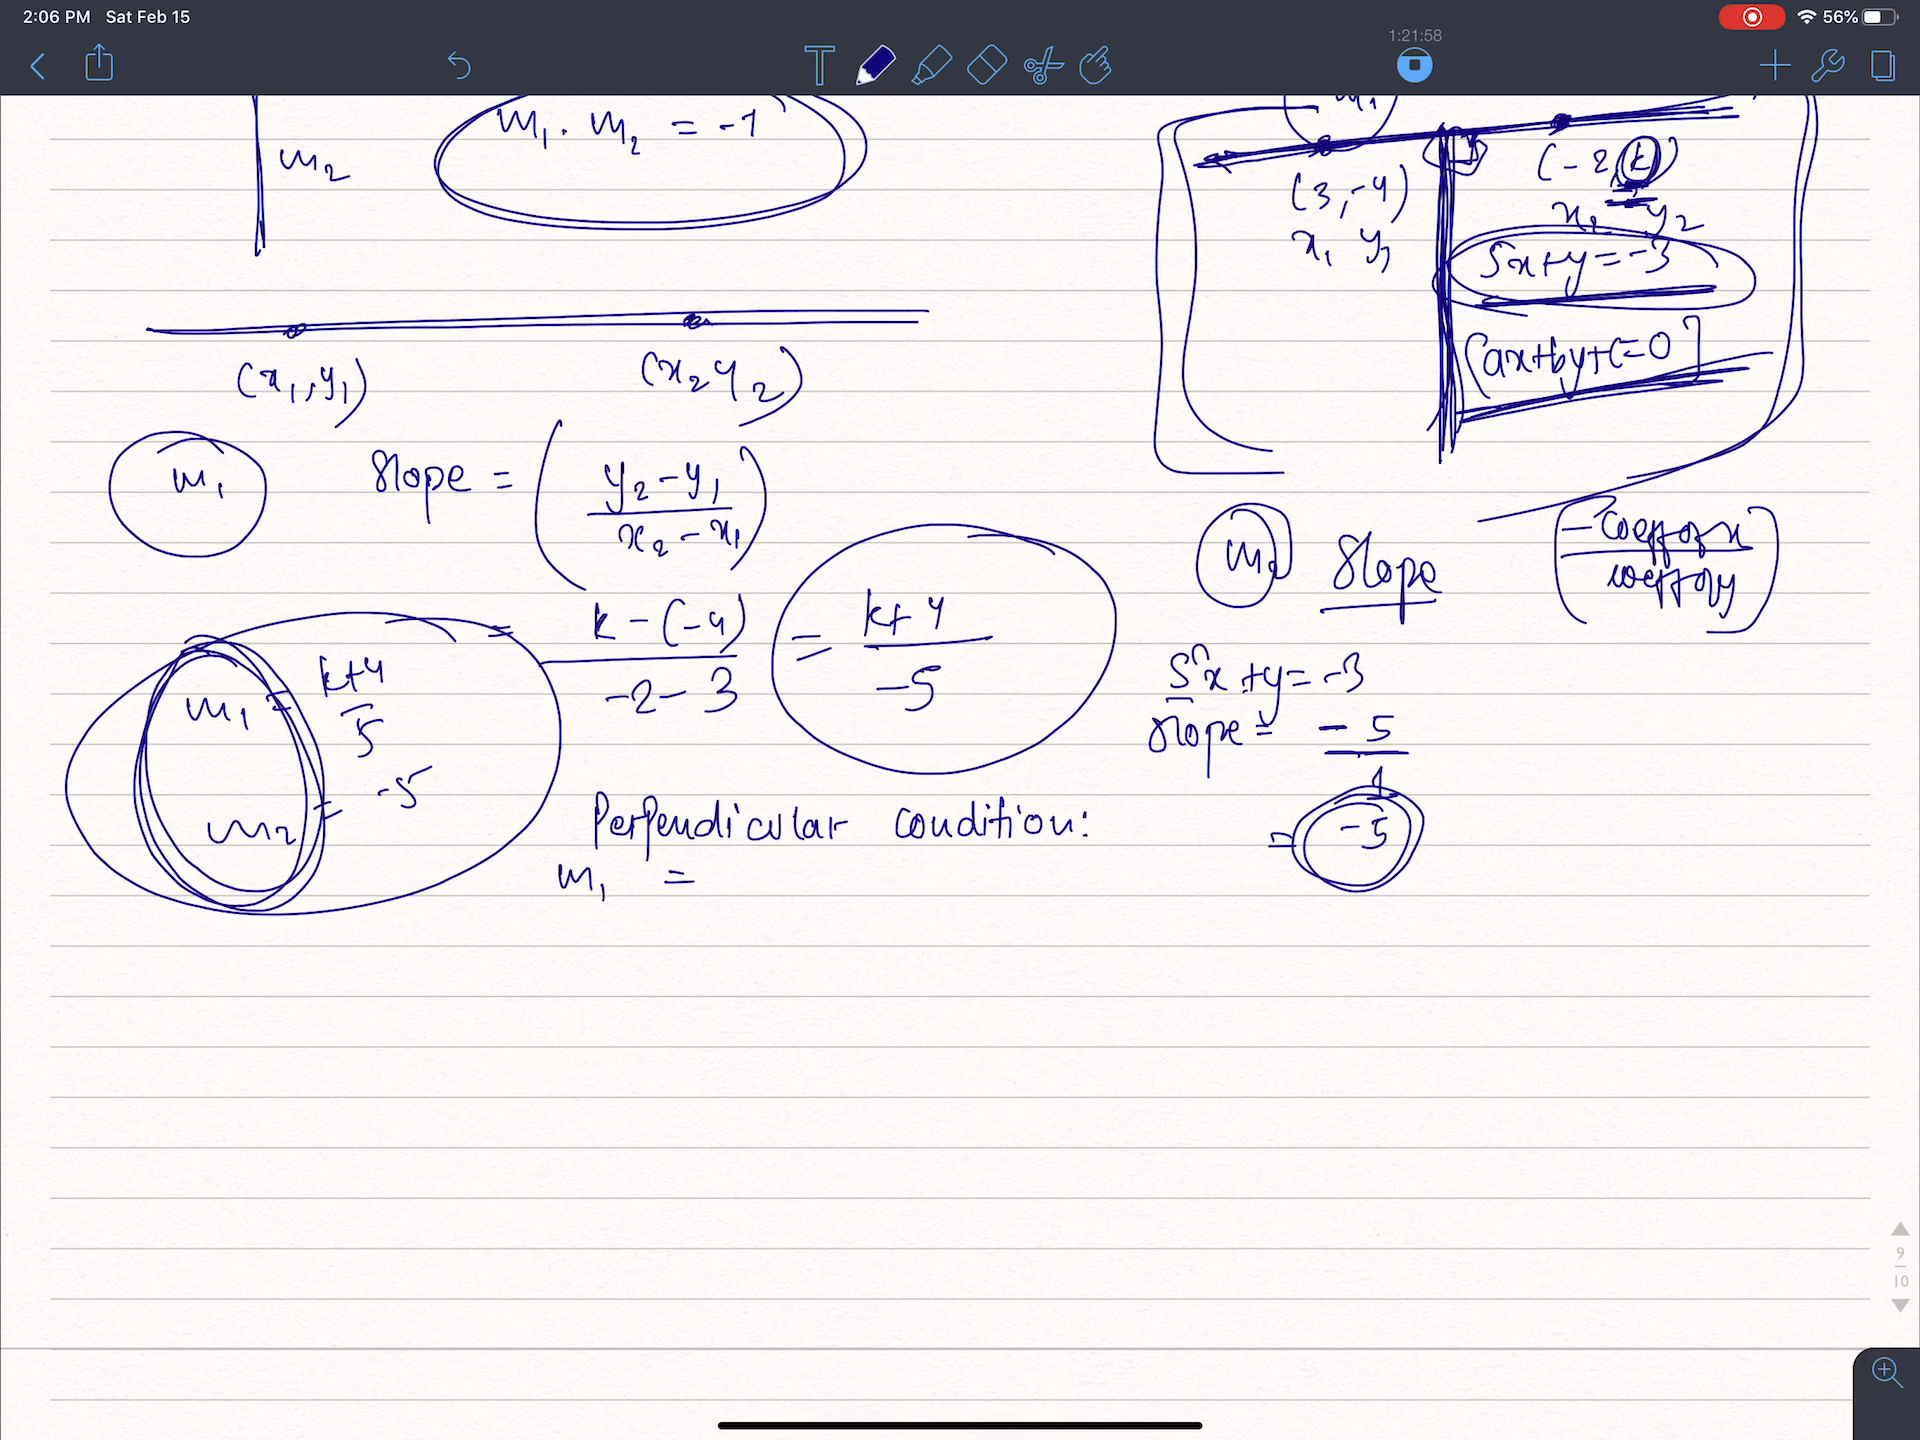 2:06 PM Sat Feb 15
56%
1:21:58
T
m₁ . m₂ = -1
m₂
m₁
(3, -4)
x₁ y₁
(-2, k)
x₁ y₂
5x+y=-3
(ax+by+c=0)
(x₁, y₁)
(x₂ y₂)
m₁
Slope = (y₂ - y₁ / x₂ - x₁)
= k - (-4) / -2 - 3 = k+4 / -5
m₁ = k+4 / -5
m₂ = -5
m₂ Slope (-coeff of x / coeff of y)
5x + y = -3
slope = -5 / 1
= -5
Perpendicular condition:
m₁ =
9
10